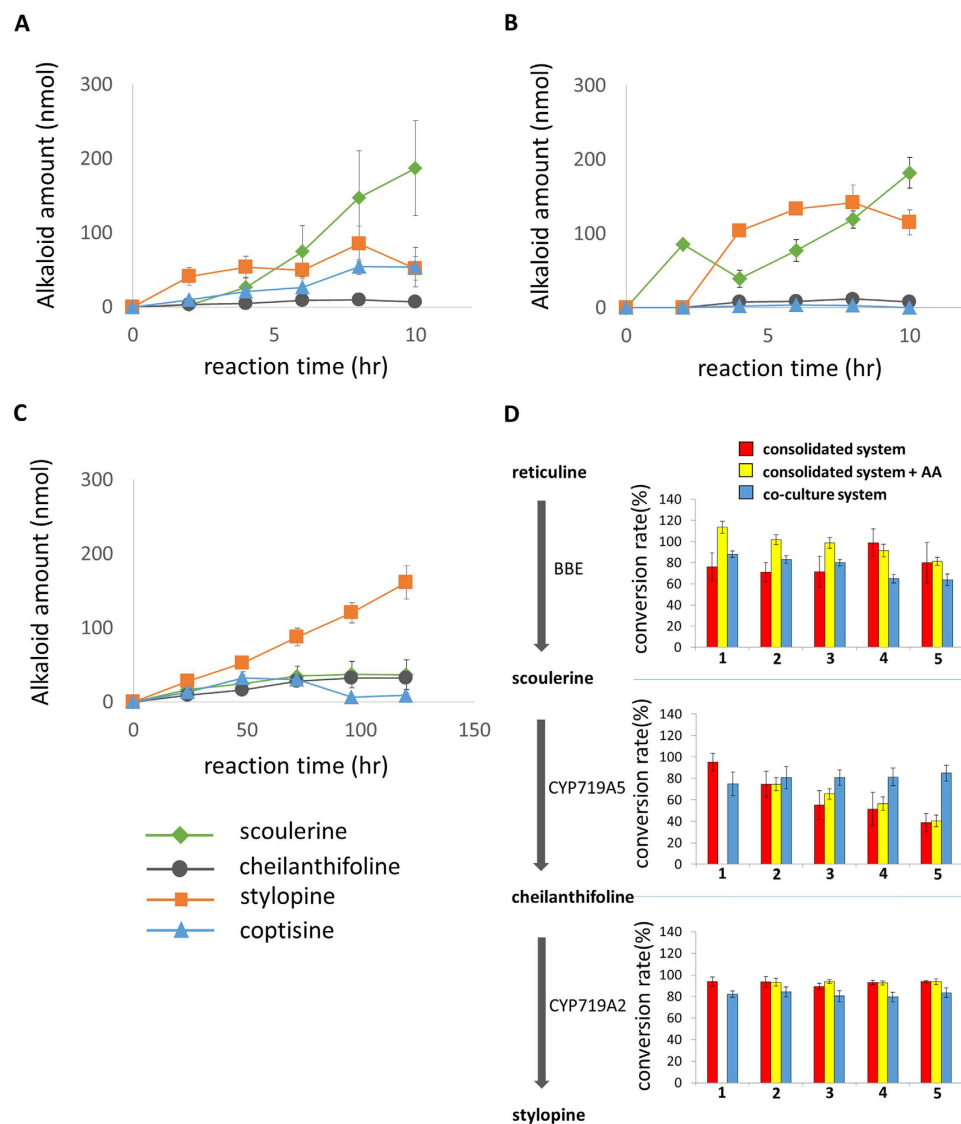 A
300
200
100
0
0
5
10
Alkaloid amount (nmol)
reaction time (hr)
B
300
200
100
0
0
5
10
Alkaloid amount (nmol)
reaction time (hr)
C
300
200
100
0
0
50
100
150
Alkaloid amount (nmol)
reaction time (hr)
scoulerine
cheilanthifoline
stylopine
coptisine
D
consolidated system
consolidated system + AA
co-culture system
reticuline
BBE
scoulerine
CYP719A5
cheilanthifoline
CYP719A2
stylopine
conversion rate(%)
140
120
100
80
60
40
20
0
1 2 3 4 5
conversion rate(%)
140
120
100
80
60
40
20
0
1 2 3 4 5
conversion rate(%)
140
120
100
80
60
40
20
0
1 2 3 4 5